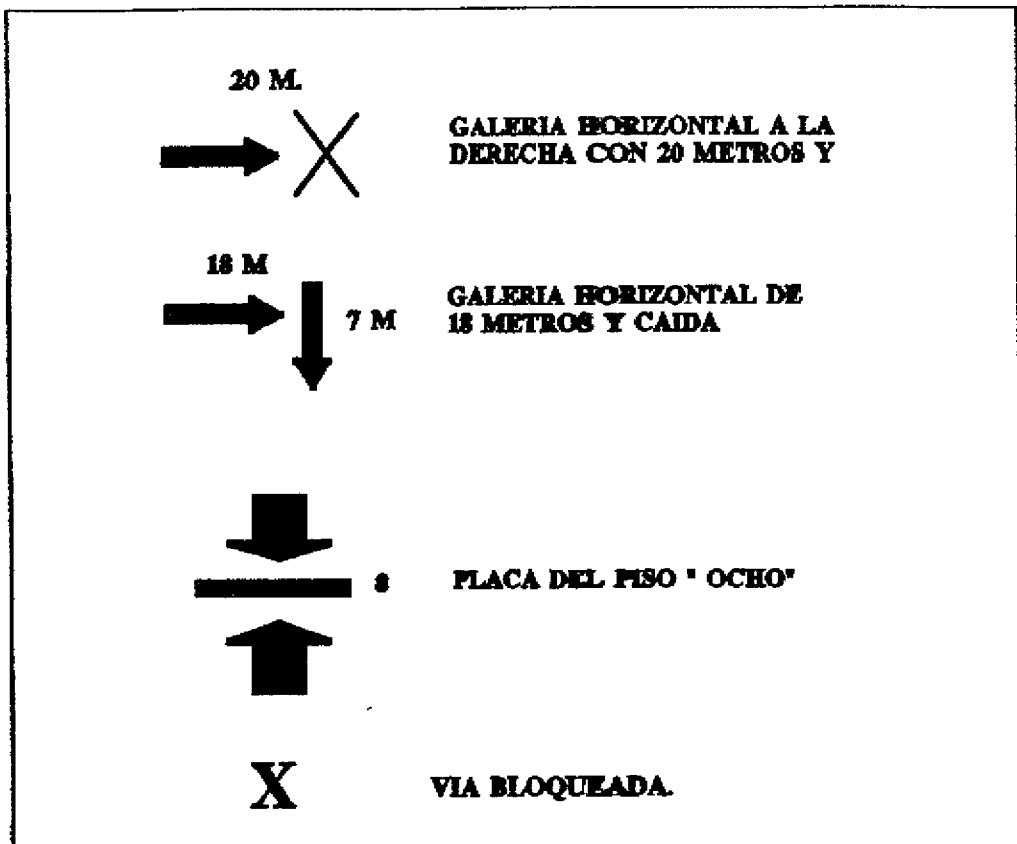 20 M.
GALERIA HORIZONTAL A LA
DERECHA CON 20 METROS Y
18 M
7 M
GALERIA HORIZONTAL DE
18 METROS Y CAIDA
8
PLACA DEL PISO " OCHO"
X
VIA BLOQUEADA.